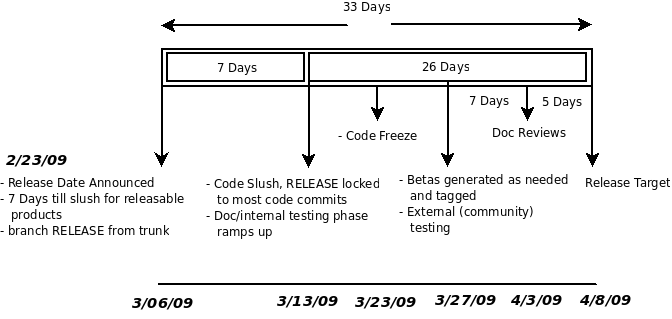 33 Days
7 Days
26 Days
7 Days
5 Days
- Code Freeze
Doc Reviews
2/23/09
- Release Date Announced
- 7 Days till slush for releasable
products
- branch RELEASE from trunk
- Code Slush, RELEASE locked
to most code commits
- Doc/internal testing phase
ramps up
- Betas generated as needed
and tagged
- External (community)
testing
Release Target
3/06/09
3/13/09
3/23/09
3/27/09
4/3/09
4/8/09